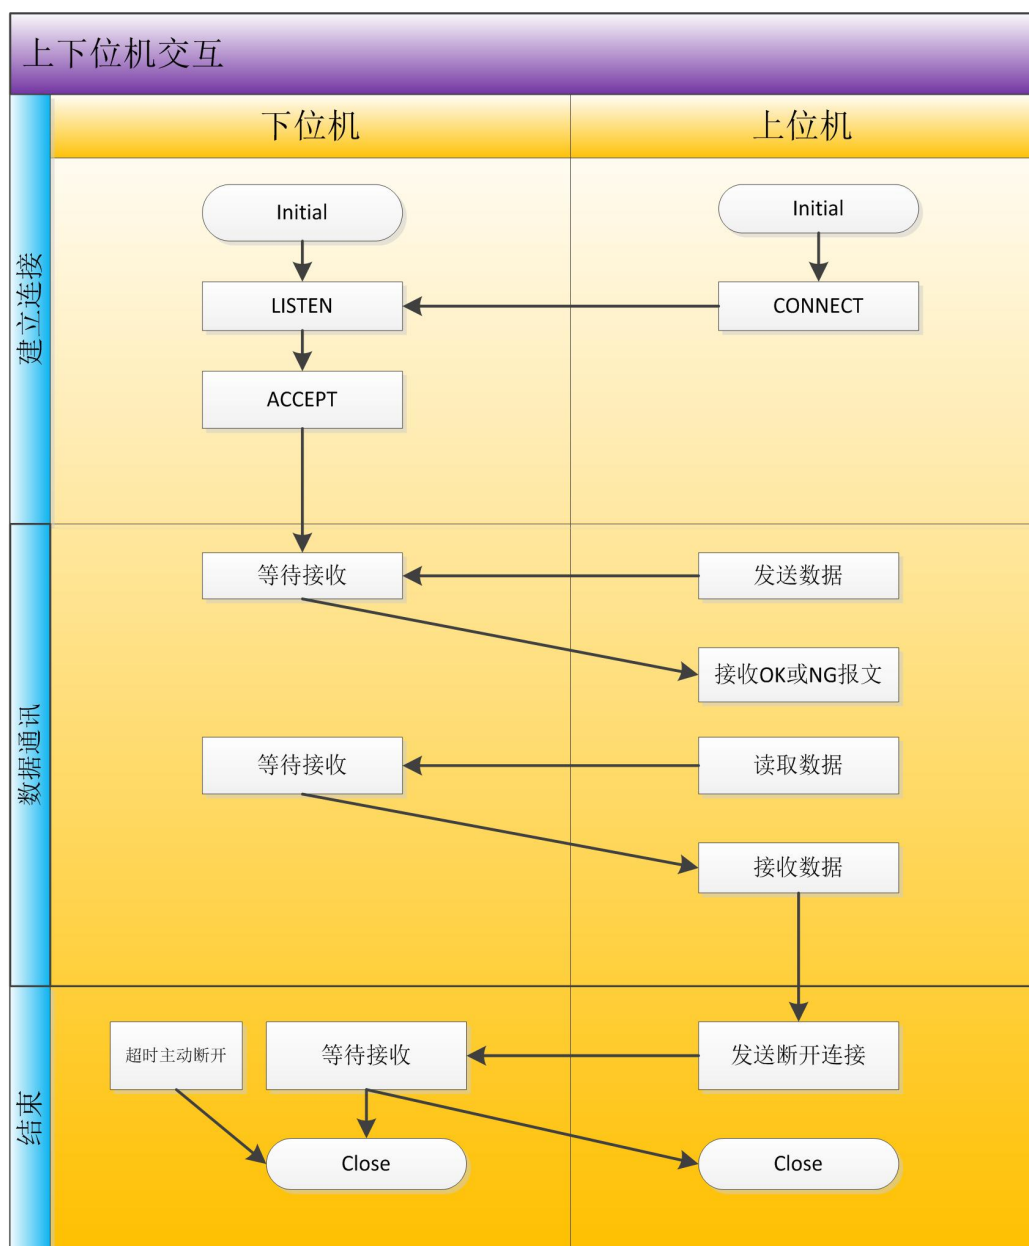 上下位机交互
下位机
上位机
建立连接
Initial
Initial
LISTEN
CONNECT
ACCEPT
数据通讯
等待接收
发送数据
接收OK或NG报文
等待接收
读取数据
接收数据
结束
超时主动断开
等待接收
发送断开连接
Close
Close